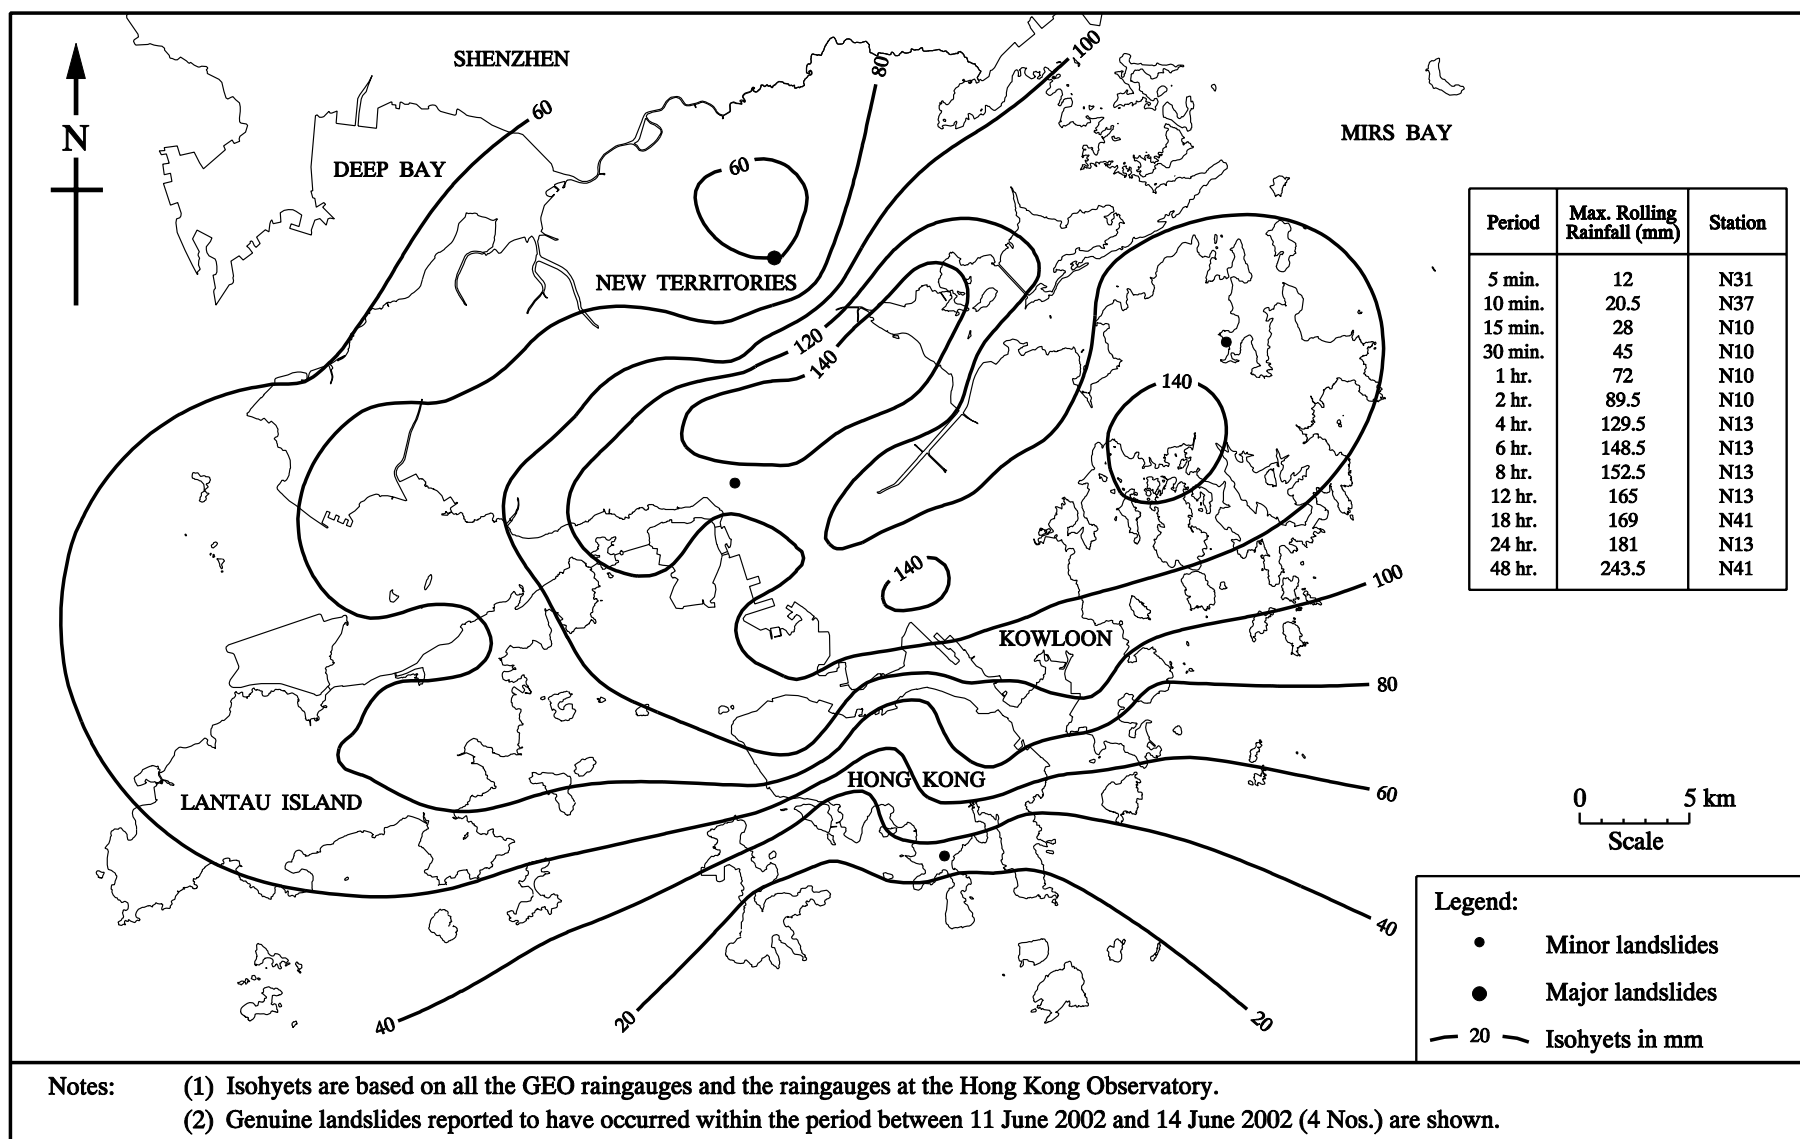 SHENZHEN
80
100
60
N
DEEP BAY
60
MIRS BAY
NEW TERRITORIES
120
140
140
140
100
KOWLOON
80
HONG KONG
60
LANTAU ISLAND
40
40
20
20
Period Max. Rolling Rainfall (mm) Station
5 min. 12 N31
10 min. 20.5 N37
15 min. 28 N10
30 min. 45 N10
1 hr. 72 N10
2 hr. 89.5 N10
4 hr. 129.5 N13
6 hr. 148.5 N13
8 hr. 152.5 N13
12 hr. 165 N13
18 hr. 169 N41
24 hr. 181 N13
48 hr. 243.5 N41
0 5 km
Scale
Legend:
Minor landslides
Major landslides
20 Isohyets in mm
Notes: (1) Isohyets are based on all the GEO raingauges and the raingauges at the Hong Kong Observatory.
(2) Genuine landslides reported to have occurred within the period between 11 June 2002 and 14 June 2002 (4 Nos.) are shown.